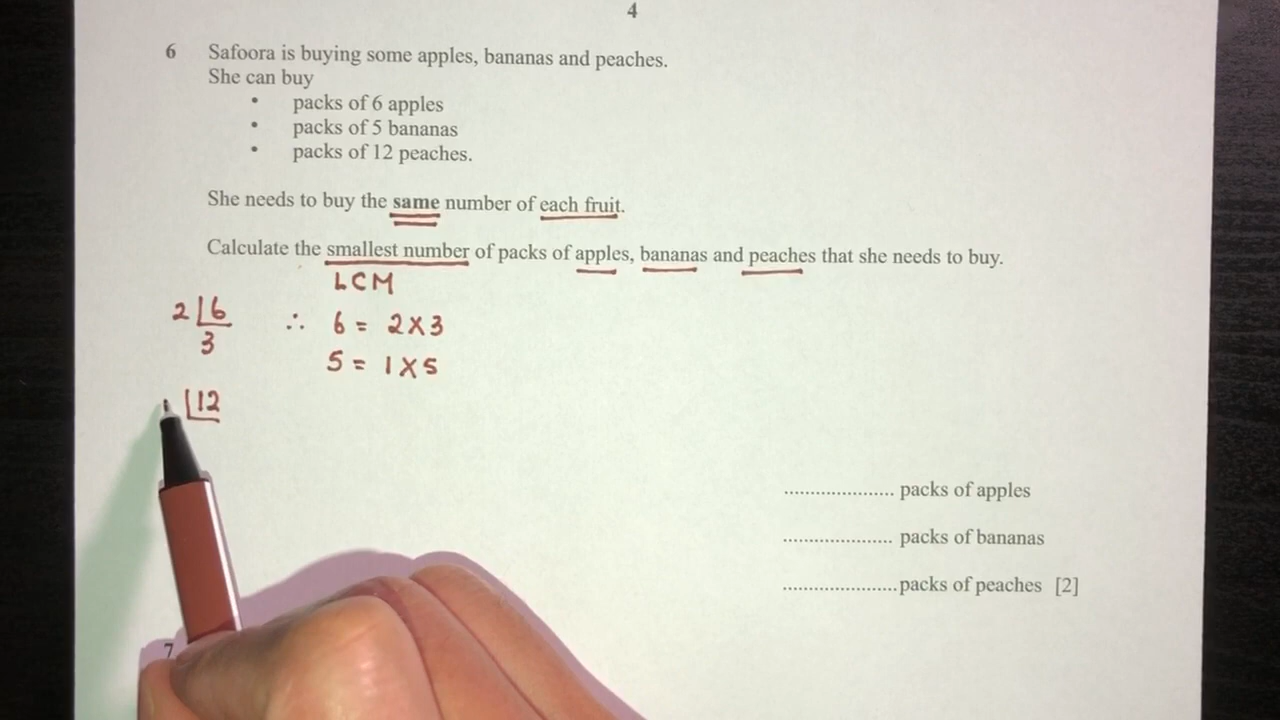 4
6 Safoora is buying some apples, bananas and peaches.
She can buy
• packs of 6 apples
• packs of 5 bananas
• packs of 12 peaches.
She needs to buy the same number of each fruit.
Calculate the smallest number of packs of apples, bananas and peaches that she needs to buy.
LCM
2 6 ∴ 6 = 2×3
3
5 = 1×5
12
.................... packs of apples
.................... packs of bananas
.................... packs of peaches [2]
7